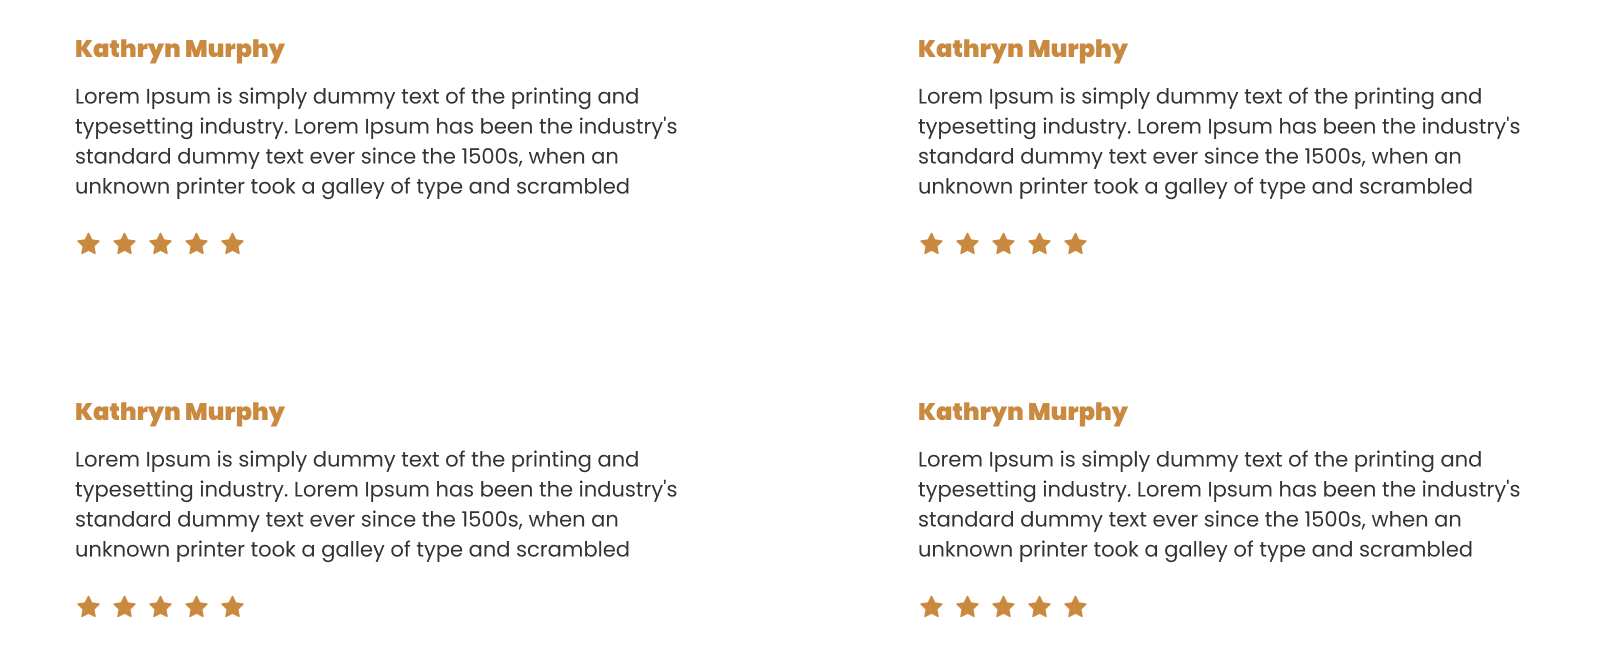 Kathryn Murphy
Lorem Ipsum is simply dummy text of the printing and
typesetting industry. Lorem Ipsum has been the industry's
standard dummy text ever since the 1500s, when an
unknown printer took a galley of type and scrambled
Kathryn Murphy
Lorem Ipsum is simply dummy text of the printing and
typesetting industry. Lorem Ipsum has been the industry's
standard dummy text ever since the 1500s, when an
unknown printer took a galley of type and scrambled
Kathryn Murphy
Lorem Ipsum is simply dummy text of the printing and
typesetting industry. Lorem Ipsum has been the industry's
standard dummy text ever since the 1500s, when an
unknown printer took a galley of type and scrambled
Kathryn Murphy
Lorem Ipsum is simply dummy text of the printing and
typesetting industry. Lorem Ipsum has been the industry's
standard dummy text ever since the 1500s, when an
unknown printer took a galley of type and scrambled